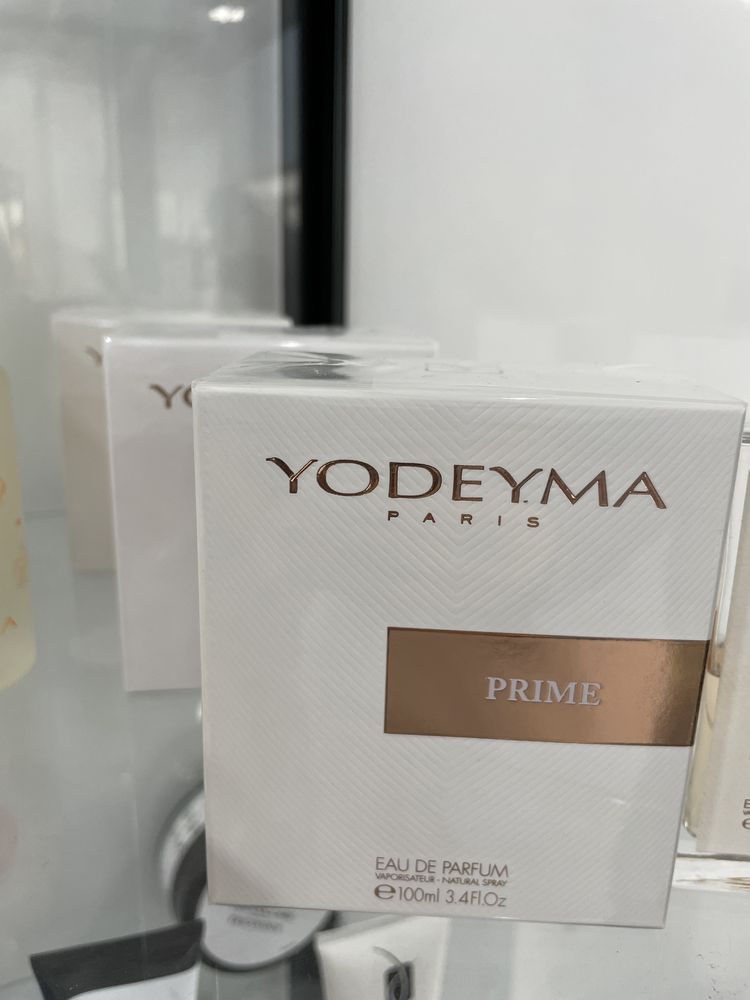 YODEYMA
PARIS
PRIME
EAU DE PARFUM
VAPORISATEUR - NATURAL SPRAY
℮100ml 3.4Fl.Oz